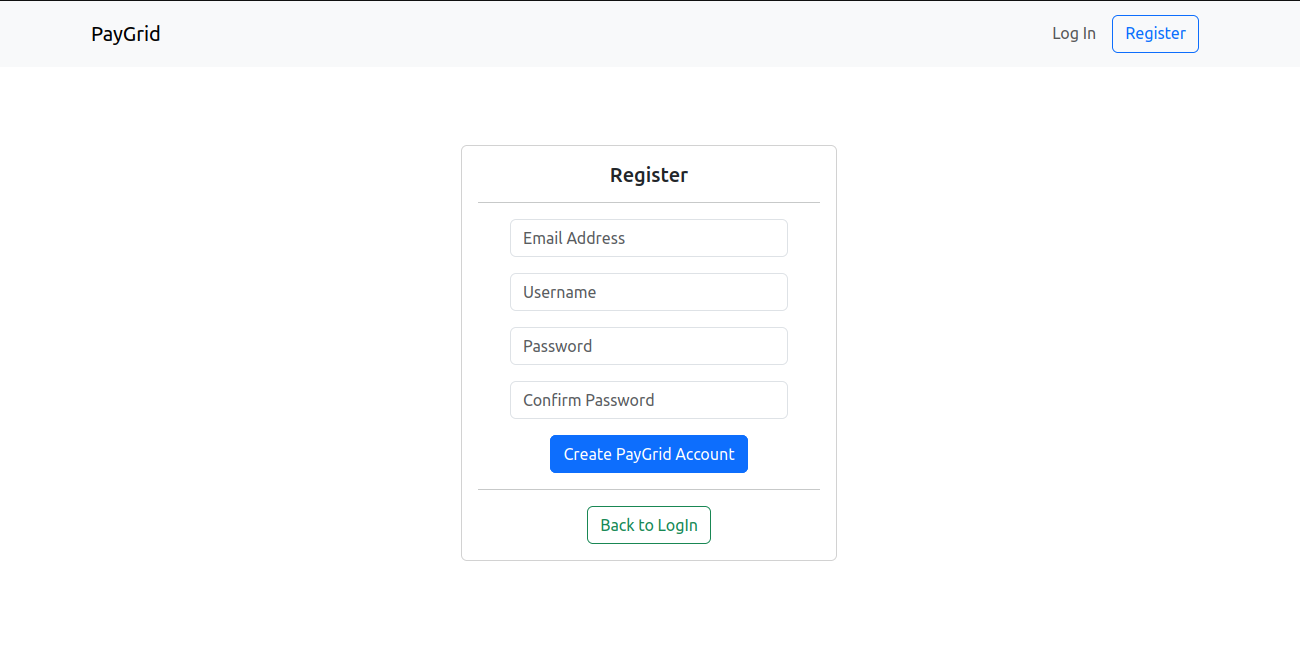 PayGrid
Log In
Register
Register
Email Address
Username
Password
Confirm Password
Create PayGrid Account
Back to LogIn